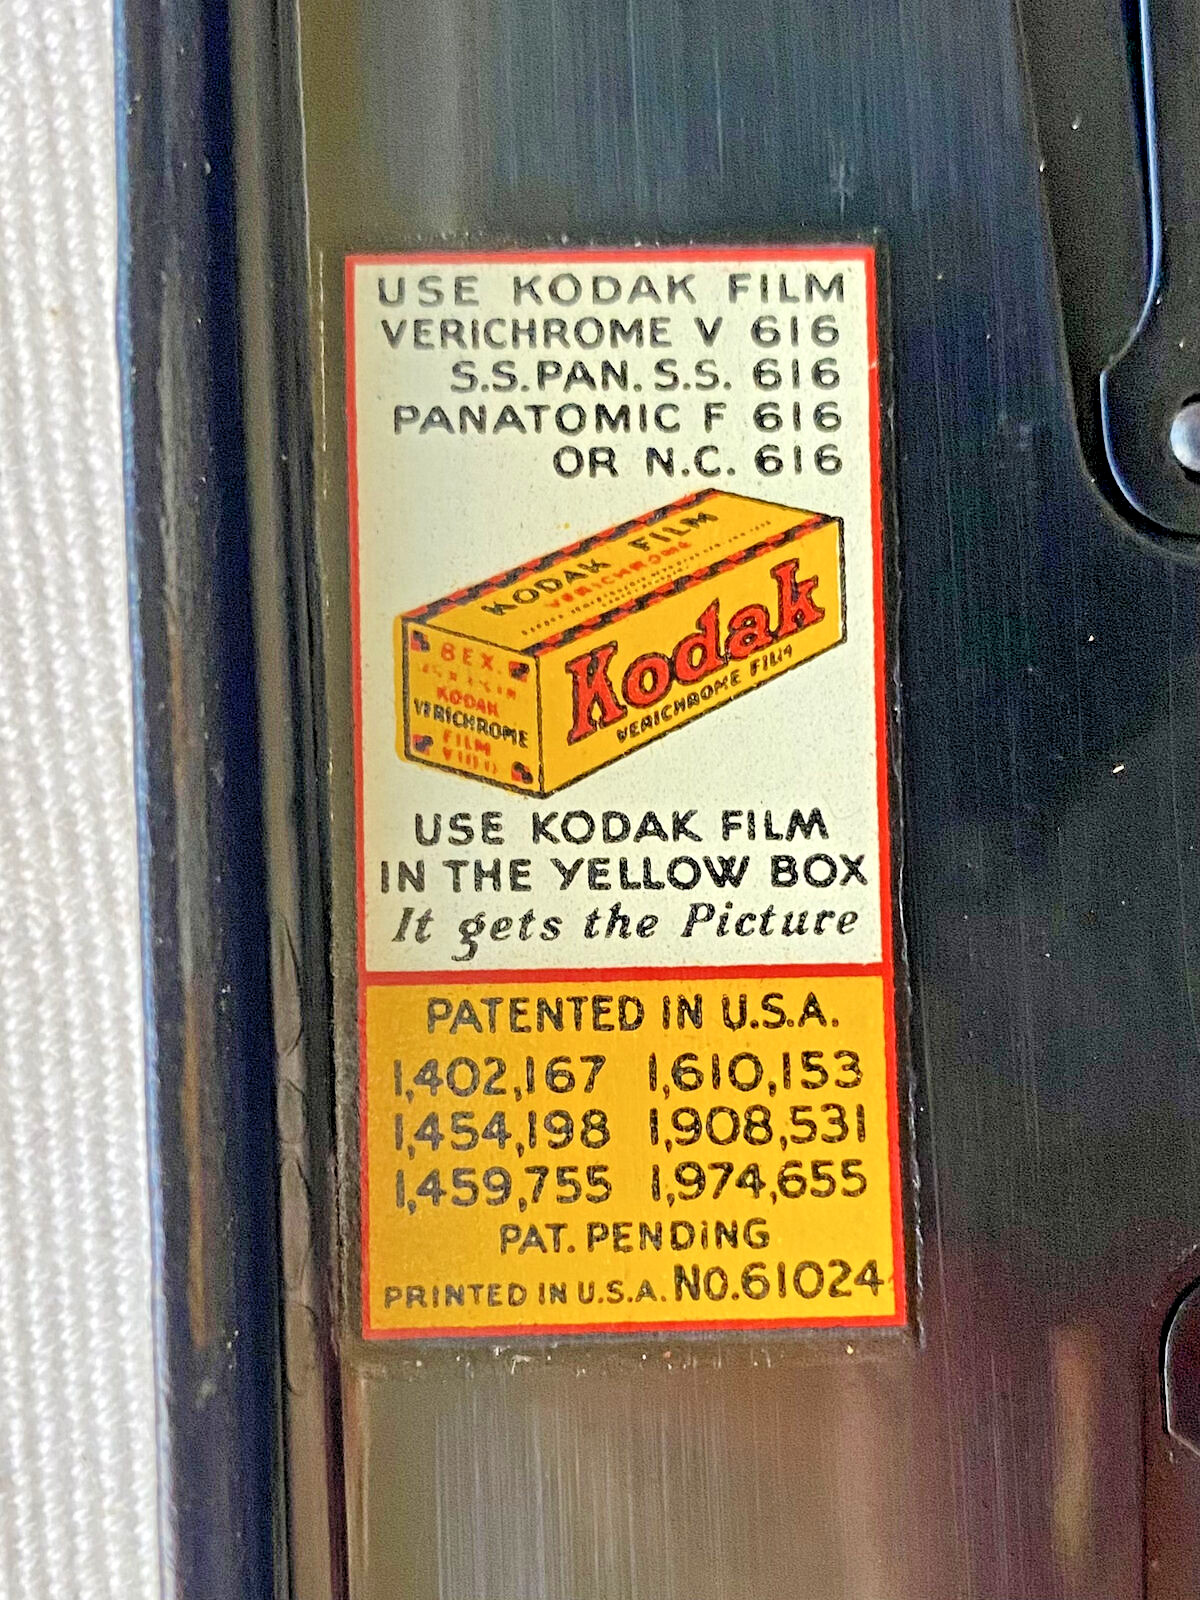 USE KODAK FILM
VERICHROME V 616
S.S.PAN. S.S. 616
PANATOMIC F 616
OR N.C. 616
KODAK FILM
VERICHROME
Kodak
VERICHROME FILM
8 EX.
KODAK
VERICHROME
FILM
USE KODAK FILM
IN THE YELLOW BOX
It gets the Picture
PATENTED IN U.S.A.
1,402,167 1,610,153
1,454,198 1,908,531
1,459,755 1,974,655
PAT. PENDING
PRINTED IN U.S.A. NO.61024